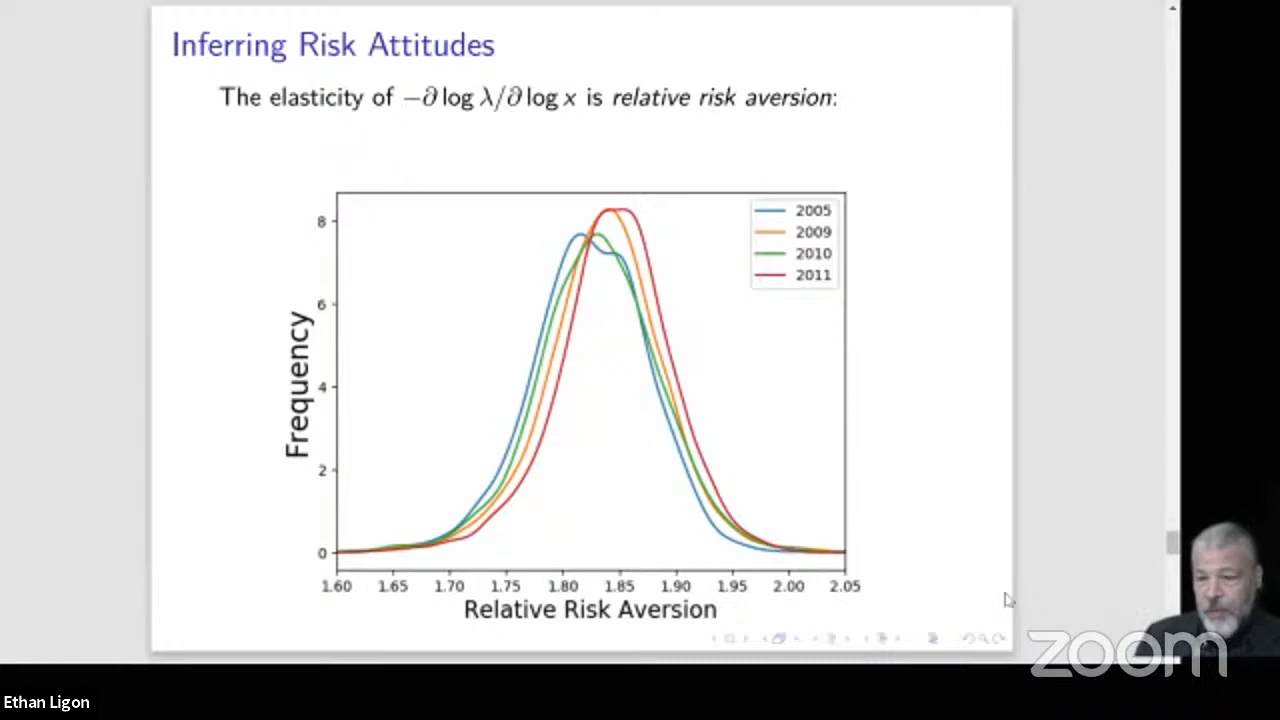 Inferring Risk Attitudes
The elasticity of −∂ log λ/∂ log x is relative risk aversion:
8
6
4
2
0
Frequency
2005
2009
2010
2011
1.60 1.65 1.70 1.75 1.80 1.85 1.90 1.95 2.00 2.05
Relative Risk Aversion
zoom
Ethan Ligon